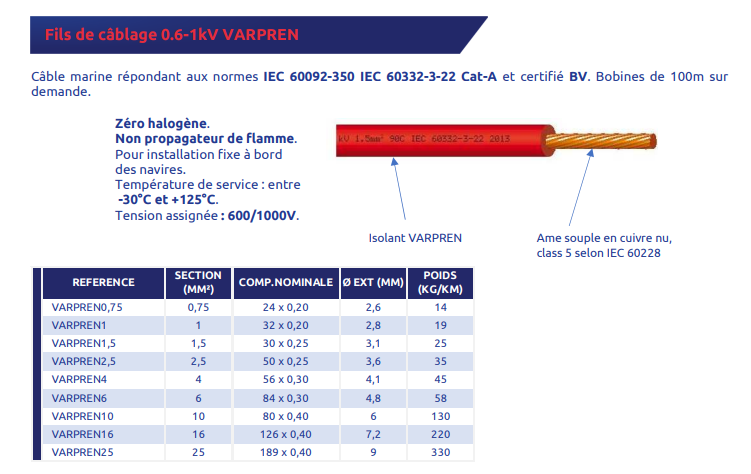 Fils de câblage 0.6-1kV VARPREN
Câble marine répondant aux normes IEC 60092-350 IEC 60332-3-22 Cat-A et certifié BV. Bobines de 100m sur
demande.
Zéro halogène.
Non propagateur de flamme.
Pour installation fixe à bord
des navires.
Température de service : entre
-30°C et +125°C.
Tension assignée : 600/1000V.
kV 1.5mm² 90C IEC 60332-3-22 2013
Isolant VARPREN
Ame souple en cuivre nu,
class 5 selon IEC 60228
REFERENCE SECTION (MM²) COMP.NOMINALE Ø EXT (MM) POIDS (KG/KM)
VARPREN0,75 0,75 24 x 0,20 2,6 14
VARPREN1 1 32 x 0,20 2,8 19
VARPREN1,5 1,5 30 x 0,25 3,1 25
VARPREN2,5 2,5 50 x 0,25 3,6 35
VARPREN4 4 56 x 0,30 4,1 45
VARPREN6 6 84 x 0,30 4,8 58
VARPREN10 10 80 x 0,40 6 130
VARPREN16 16 126 x 0,40 7,2 220
VARPREN25 25 189 x 0,40 9 330